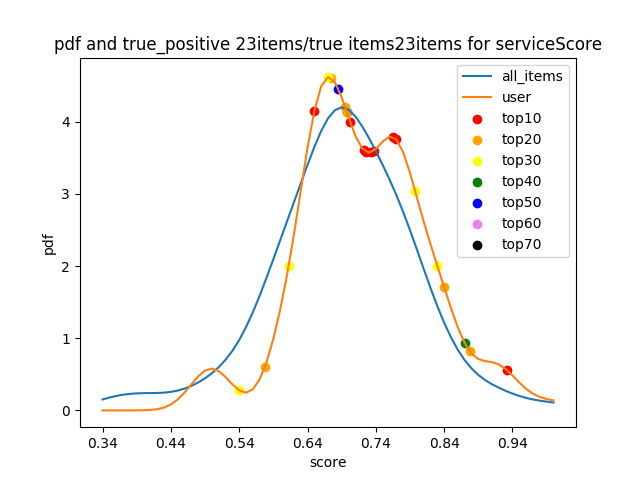 pdf and true_positive 23items/true items23items for serviceScore
all_items
user
top10
top20
top30
top40
top50
top60
top70
pdf
4
3
2
1
0
0.34 0.44 0.54 0.64 0.74 0.84 0.94
score